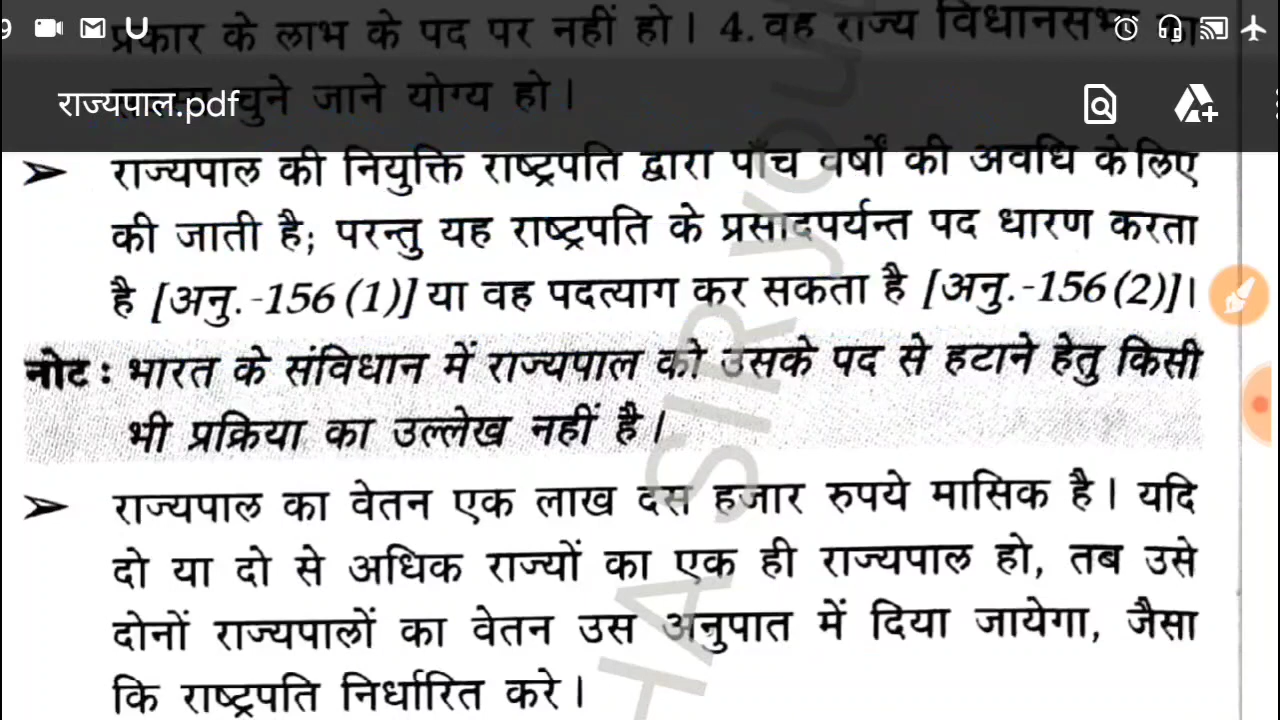 9
प्रकार के लाभ के पद पर नहीं हो। 4. वह राज्य विधानसभा का
चुने जाने योग्य हो।
राज्यपाल.pdf
➢ राज्यपाल की नियुक्ति राष्ट्रपति द्वारा पाँच वर्षों की अवधि के लिए
की जाती है; परन्तु यह राष्ट्रपति के प्रसादपर्यन्त पद धारण करता
है [अनु.-156 (1)] या वह पदत्याग कर सकता है [अनु.-156 (2)]।
नोट : भारत के संविधान में राज्यपाल को उसके पद से हटाने हेतु किसी
भी प्रक्रिया का उल्लेख नहीं है।
➢ राज्यपाल का वेतन एक लाख दस हजार रुपये मासिक है। यदि
दो या दो से अधिक राज्यों का एक ही राज्यपाल हो, तब उसे
दोनों राज्यपालों का वेतन उस अनुपात में दिया जायेगा, जैसा
कि राष्ट्रपति निर्धारित करे।